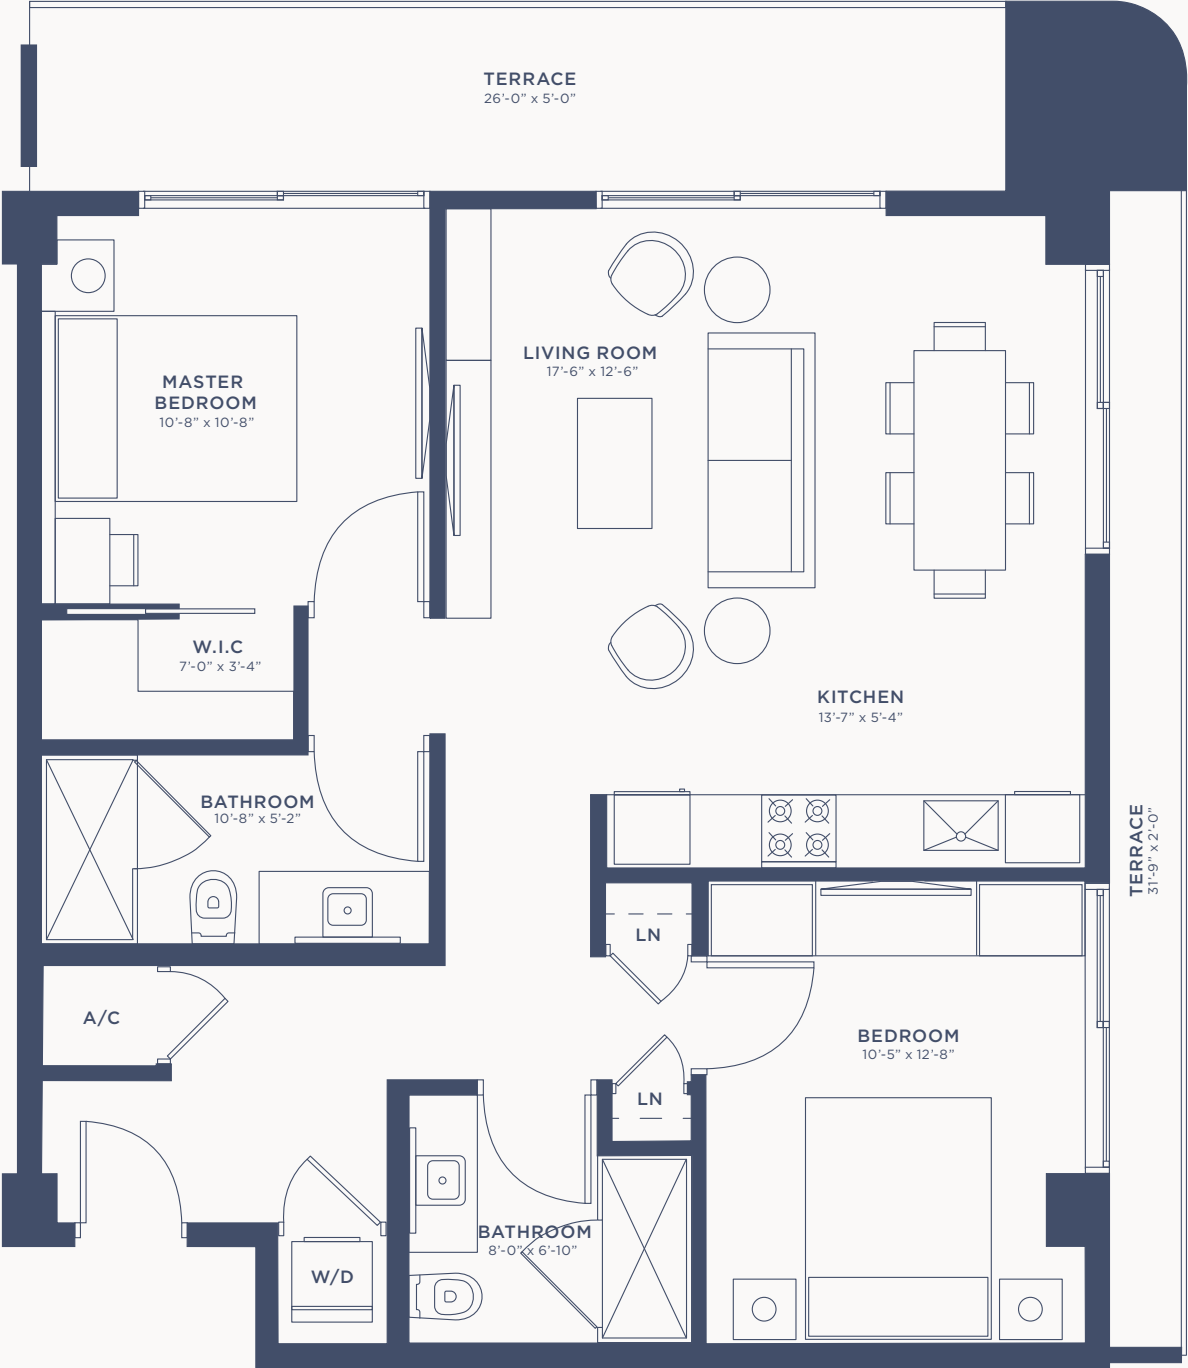 TERRACE
26'-0" x 5'-0"
LIVING ROOM
17'-6" x 12'-6"
MASTER
BEDROOM
10'-8" x 10'-8"
W.I.C
7'-0" x 3'-4"
KITCHEN
13'-7" x 5'-4"
BATHROOM
10'-8" x 5'-2"
TERRACE
31'-9" x 2'-0"
LN
A/C
BEDROOM
10'-5" x 12'-8"
LN
BATHROOM
8'-0" x 6'-10"
W/D